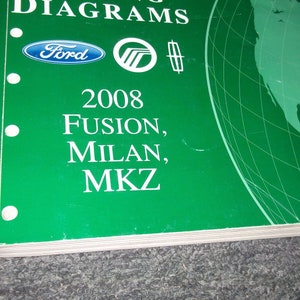 DIAGRAMS
Ford
2008
FUSION,
MILAN,
MKZ